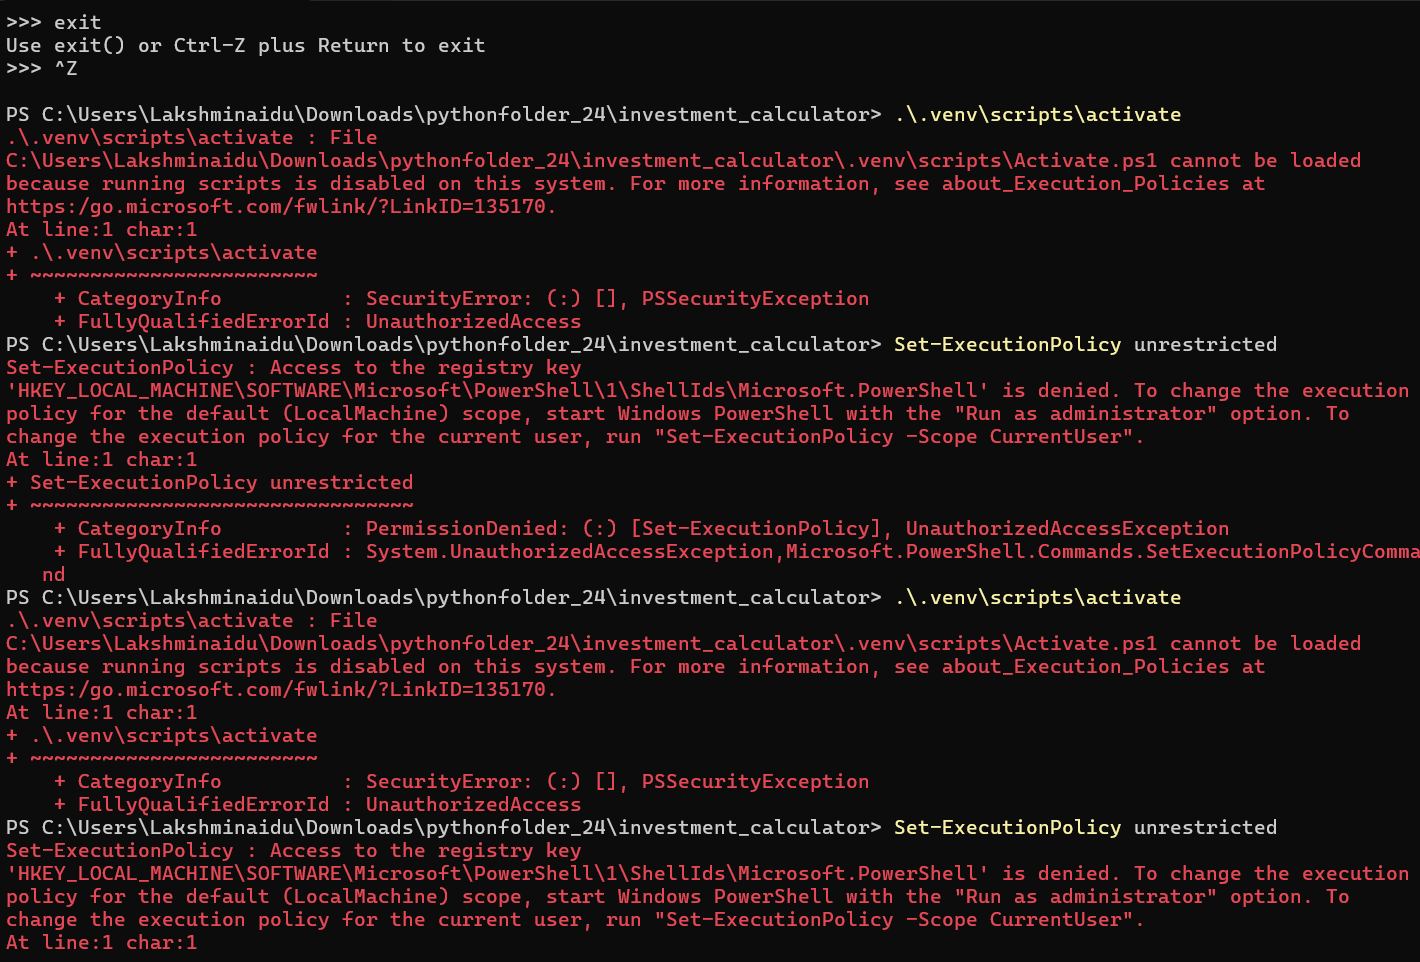 >>> exit
Use exit() or Ctrl-Z plus Return to exit
>>> ^Z
PS C:\Users\Lakshminaidu\Downloads\pythonfolder_24\investment_calculator> .\.venv\scripts\activate
.\.venv\scripts\activate : File
C:\Users\Lakshminaidu\Downloads\pythonfolder_24\investment_calculator\.venv\scripts\Activate.ps1 cannot be loaded
because running scripts is disabled on this system. For more information, see about_Execution_Policies at
https:/go.microsoft.com/fwlink/?LinkID=135170.
At line:1 char:1
+ .\.venv\scripts\activate
+ ~~~~~~~~~~~~~~~~~~~~~~~~
    + CategoryInfo          : SecurityError: (:) [], PSSecurityException
    + FullyQualifiedErrorId : UnauthorizedAccess
PS C:\Users\Lakshminaidu\Downloads\pythonfolder_24\investment_calculator> Set-ExecutionPolicy unrestricted
Set-ExecutionPolicy : Access to the registry key
'HKEY_LOCAL_MACHINE\SOFTWARE\Microsoft\PowerShell\1\ShellIds\Microsoft.PowerShell' is denied. To change the execution
policy for the default (LocalMachine) scope, start Windows PowerShell with the "Run as administrator" option. To
change the execution policy for the current user, run "Set-ExecutionPolicy -Scope CurrentUser".
At line:1 char:1
+ Set-ExecutionPolicy unrestricted
+ ~~~~~~~~~~~~~~~~~~~~~~~~~~~~~~~~
    + CategoryInfo          : PermissionDenied: (:) [Set-ExecutionPolicy], UnauthorizedAccessException
    + FullyQualifiedErrorId : System.UnauthorizedAccessException,Microsoft.PowerShell.Commands.SetExecutionPolicyComma
   nd
PS C:\Users\Lakshminaidu\Downloads\pythonfolder_24\investment_calculator> .\.venv\scripts\activate
.\.venv\scripts\activate : File
C:\Users\Lakshminaidu\Downloads\pythonfolder_24\investment_calculator\.venv\scripts\Activate.ps1 cannot be loaded
because running scripts is disabled on this system. For more information, see about_Execution_Policies at
https:/go.microsoft.com/fwlink/?LinkID=135170.
At line:1 char:1
+ .\.venv\scripts\activate
+ ~~~~~~~~~~~~~~~~~~~~~~~~
    + CategoryInfo          : SecurityError: (:) [], PSSecurityException
    + FullyQualifiedErrorId : UnauthorizedAccess
PS C:\Users\Lakshminaidu\Downloads\pythonfolder_24\investment_calculator> Set-ExecutionPolicy unrestricted
Set-ExecutionPolicy : Access to the registry key
'HKEY_LOCAL_MACHINE\SOFTWARE\Microsoft\PowerShell\1\ShellIds\Microsoft.PowerShell' is denied. To change the execution
policy for the default (LocalMachine) scope, start Windows PowerShell with the "Run as administrator" option. To
change the execution policy for the current user, run "Set-ExecutionPolicy -Scope CurrentUser".
At line:1 char:1